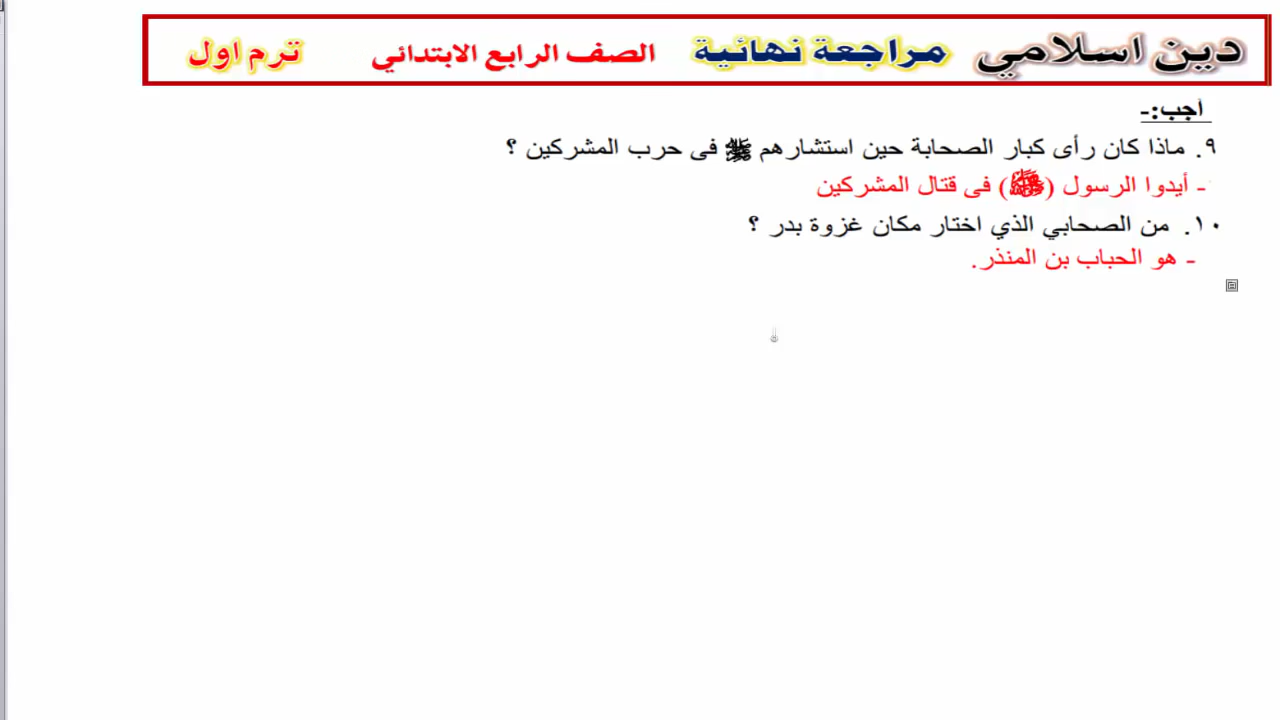 دين اسلامي مراجعة نهائية الصف الرابع الابتدائي ترم اول
أجب:-
٩. ماذا كان رأى كبار الصحابة حين استشارهم ﷺ فى حرب المشركين ؟
- أيدوا الرسول (ﷺ) فى قتال المشركين
١٠. من الصحابي الذي اختار مكان غزوة بدر ؟
- هو الحباب بن المنذر.